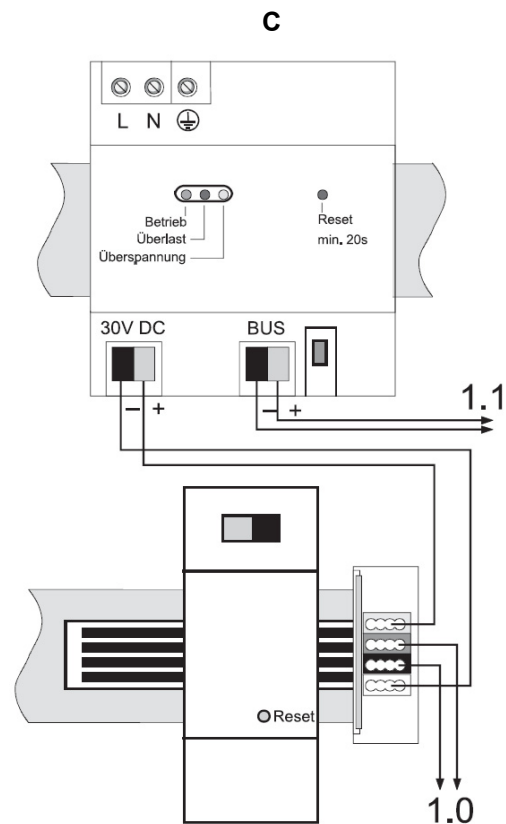 C
L N
Betrieb
Überlast
Überspannung
Reset
min. 20s
30V DC
BUS
– +
– +
1.1
Reset
1.0